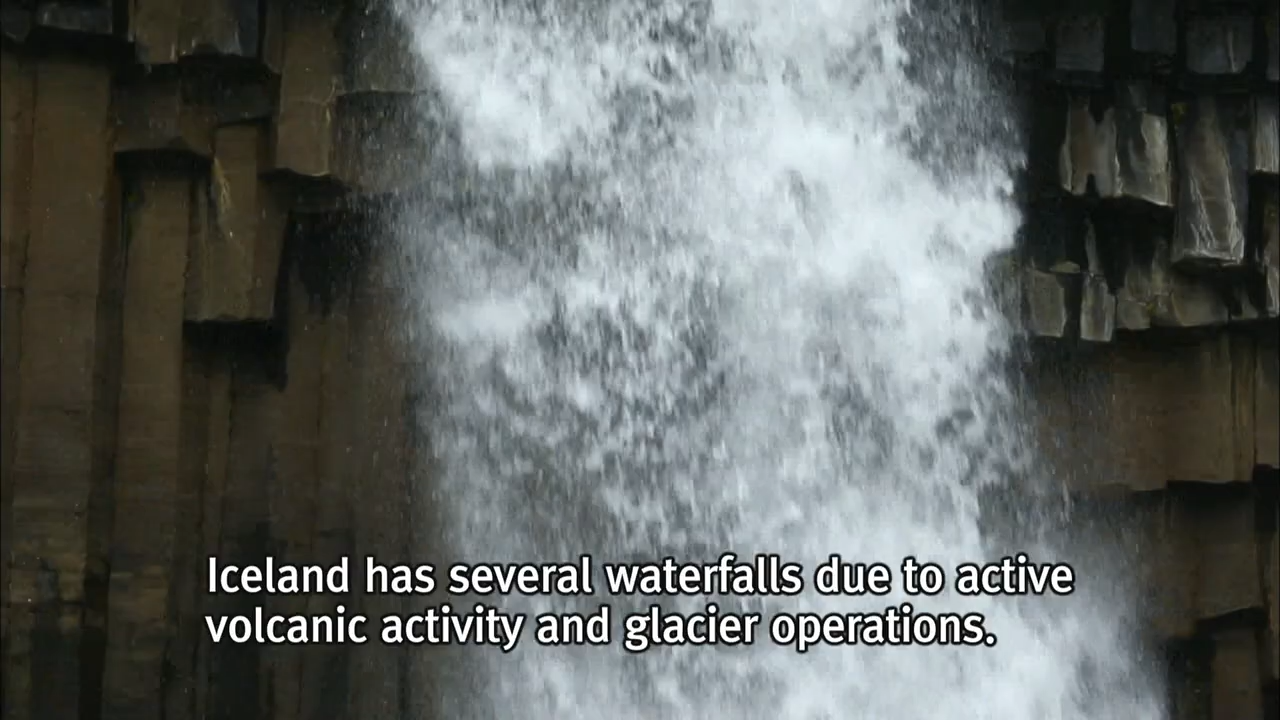 Iceland has several waterfalls due to active
volcanic activity and glacier operations.